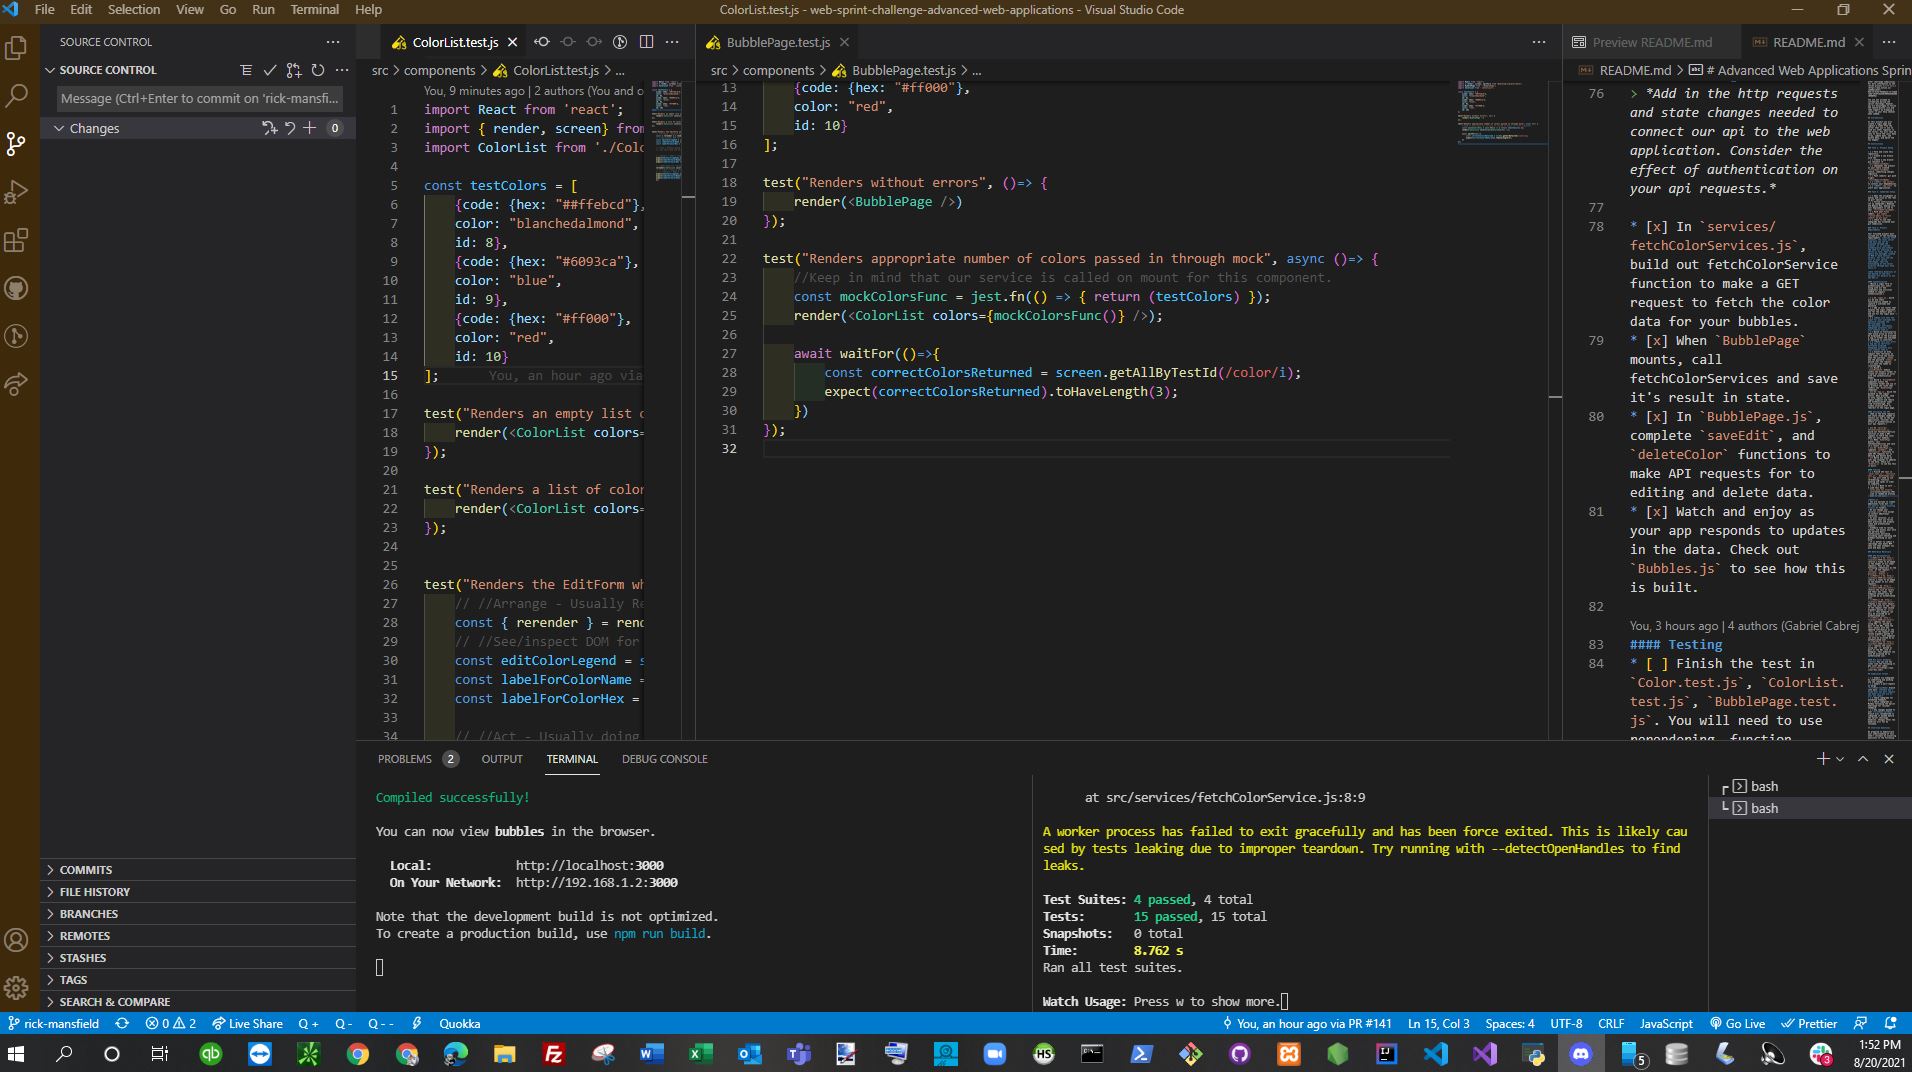 File Edit Selection View Go Run Terminal Help
ColorList.test.js - web-sprint-challenge-advanced-web-applications - Visual Studio Code
SOURCE CONTROL
SOURCE CONTROL
Message (Ctrl+Enter to commit on 'rick-mansfi...
Changes 0
COMMITS
FILE HISTORY
BRANCHES
REMOTES
STASHES
TAGS
SEARCH & COMPARE
ColorList.test.js
src > components > ColorList.test.js > ...
You, 9 minutes ago | 2 authors (You and o
1 import React from 'react';
2 import { render, screen} from
3 import ColorList from './Colo
4
5 const testColors = [
6 {code: {hex: "##ffebcd"},
7 color: "blanchedalmond",
8 id: 8},
9 {code: {hex: "#6093ca"},
10 color: "blue",
11 id: 9},
12 {code: {hex: "#ff000"},
13 color: "red",
14 id: 10}
15 ]; You, an hour ago via
16
17 test("Renders an empty list o
18 render(<ColorList colors=
19 });
20
21 test("Renders a list of color
22 render(<ColorList colors=
23 });
24
25
26 test("Renders the EditForm wh
27 // //Arrange - Usually Re
28 const { rerender } = rend
29 // //See/inspect DOM for
30 const editColorLegend = s
31 const labelForColorName =
32 const labelForColorHex =
33
34 // //Act - Usually doing
BubblePage.test.js
src > components > BubblePage.test.js > ...
13 {code: {hex: "#ff000"},
14 color: "red",
15 id: 10}
16 ];
17
18 test("Renders without errors", ()=> {
19 render(<BubblePage />)
20 });
21
22 test("Renders appropriate number of colors passed in through mock", async ()=> {
23 //Keep in mind that our service is called on mount for this component.
24 const mockColorsFunc = jest.fn(() => { return (testColors) });
25 render(<ColorList colors={mockColorsFunc()} />);
26
27 await waitFor(()=>{
28 const correctColorsReturned = screen.getAllByTestId(/color/i);
29 expect(correctColorsReturned).toHaveLength(3);
30 })
31 });
32
Preview README.md README.md
README.md > # Advanced Web Applications Sprin
76 > *Add in the http requests
and state changes needed to
connect our api to the web
application. Consider the
effect of authentication on
your api requests.*
77
78 * [x] In `services/
fetchColorServices.js`,
build out fetchColorService
function to make a GET
request to fetch the color
data for your bubbles.
79 * [x] When `BubblePage`
mounts, call
fetchColorServices and save
it's result in state.
80 * [x] In `BubblePage.js`,
complete `saveEdit`, and
`deleteColor` functions to
make API requests for to
editing and delete data.
81 * [x] Watch and enjoy as
your app responds to updates
in the data. Check out
`Bubbles.js` to see how this
is built.
82
You, 3 hours ago | 4 authors (Gabriel Cabrej
83 #### Testing
84 * [ ] Finish the test in
`Color.test.js`, `ColorList.
test.js`, `BubblePage.test.
js`. You will need to use
rerendering, function
PROBLEMS 2 OUTPUT TERMINAL DEBUG CONSOLE
Compiled successfully!
You can now view bubbles in the browser.
Local: http://localhost:3000
On Your Network: http://192.168.1.2:3000
Note that the development build is not optimized.
To create a production build, use npm run build.
at src/services/fetchColorService.js:8:9
A worker process has failed to exit gracefully and has been force exited. This is likely cau
sed by tests leaking due to improper teardown. Try running with --detectOpenHandles to find
leaks.
Test Suites: 4 passed, 4 total
Tests: 15 passed, 15 total
Snapshots: 0 total
Time: 8.762 s
Ran all test suites.
Watch Usage: Press w to show more.
bash
bash
rick-mansfield 0 2 Live Share Q + Q - Q - - Quokka
You, an hour ago via PR #141 Ln 15, Col 3 Spaces: 4 UTF-8 CRLF JavaScript Go Live Prettier
1:52 PM
8/20/2021